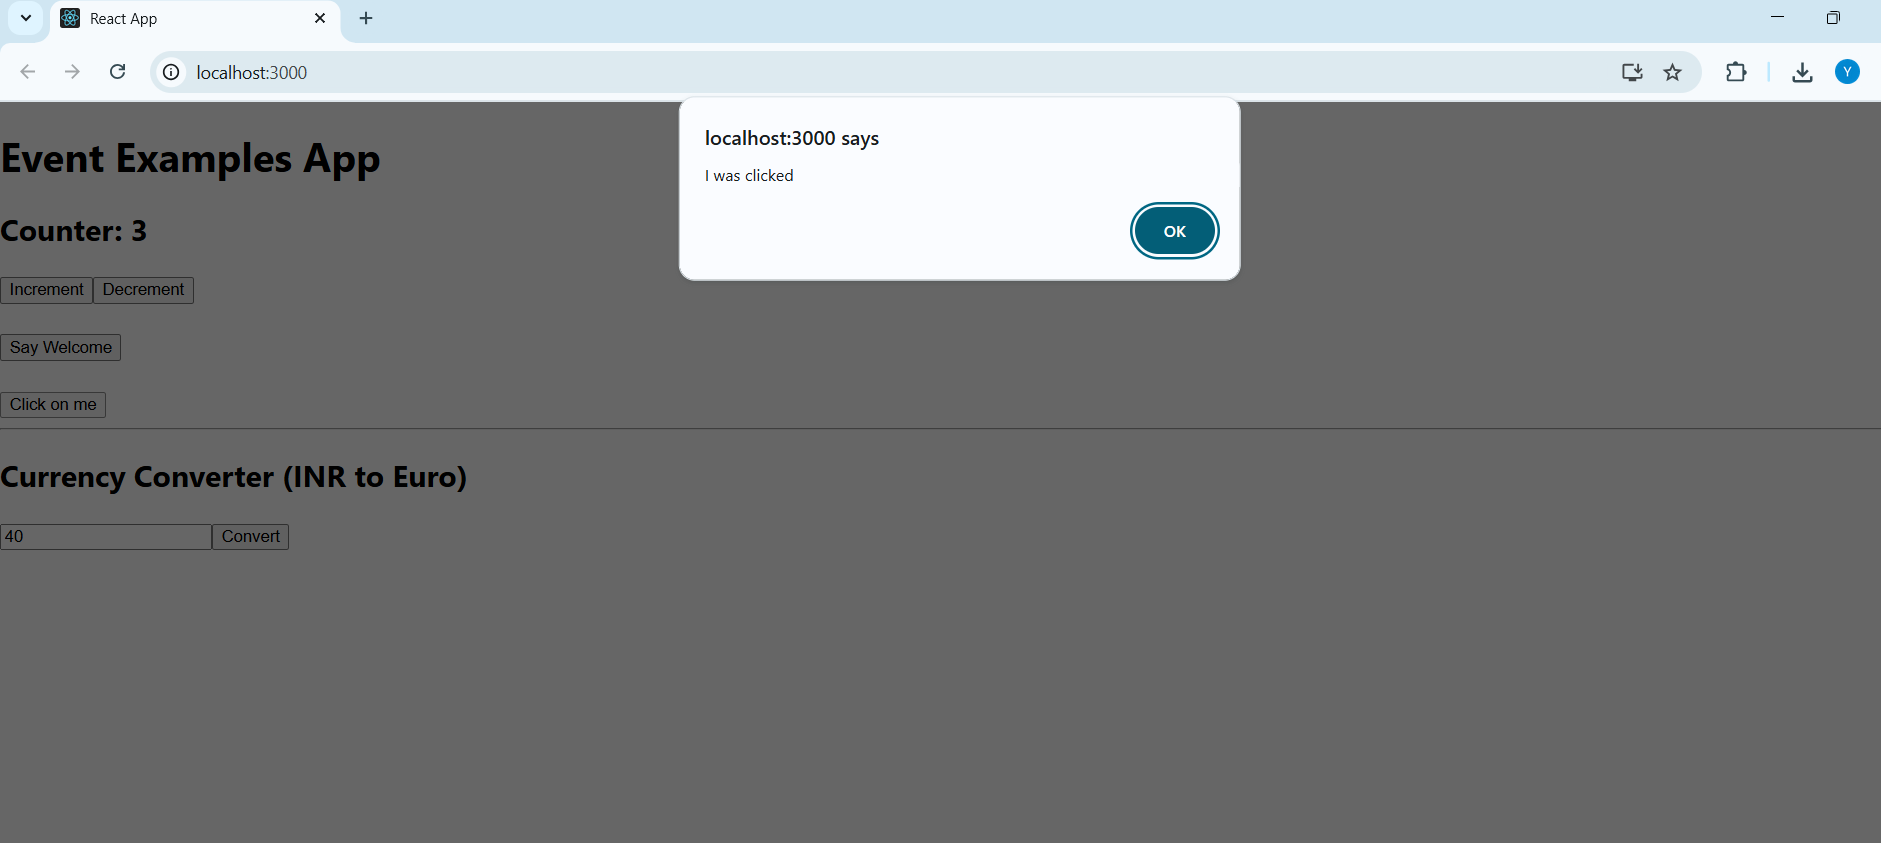 React App
localhost:3000
Y
localhost:3000 says
I was clicked
OK
Event Examples App
Counter: 3
Increment Decrement
Say Welcome
Click on me
Currency Converter (INR to Euro)
40 Convert